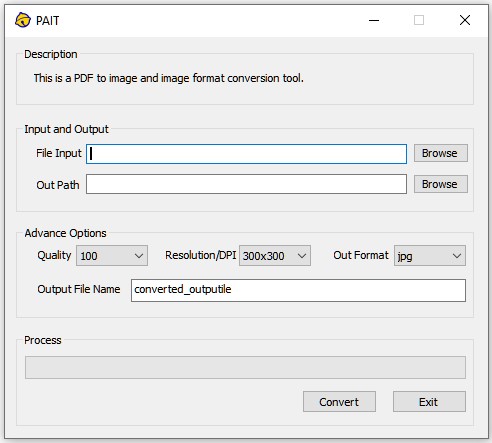 PAIT
Description
This is a PDF to image and image format conversion tool.
Input and Output
File Input Browse
Out Path Browse
Advance Options
Quality 100 Resolution/DPI 300x300 Out Format jpg
Output File Name converted_outputile
Process
Convert Exit